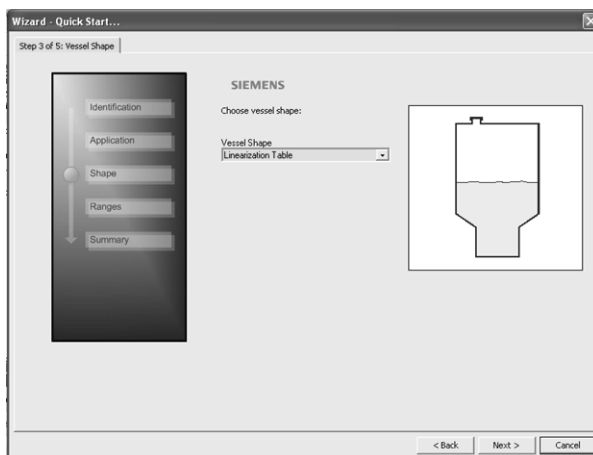 Wizard - Quick Start...
Step 3 of 5: Vessel Shape
Identification
Application
Shape
Ranges
Summary
SIEMENS
Choose vessel shape:
Vessel Shape
Linearization Table
< Back
Next >
Cancel